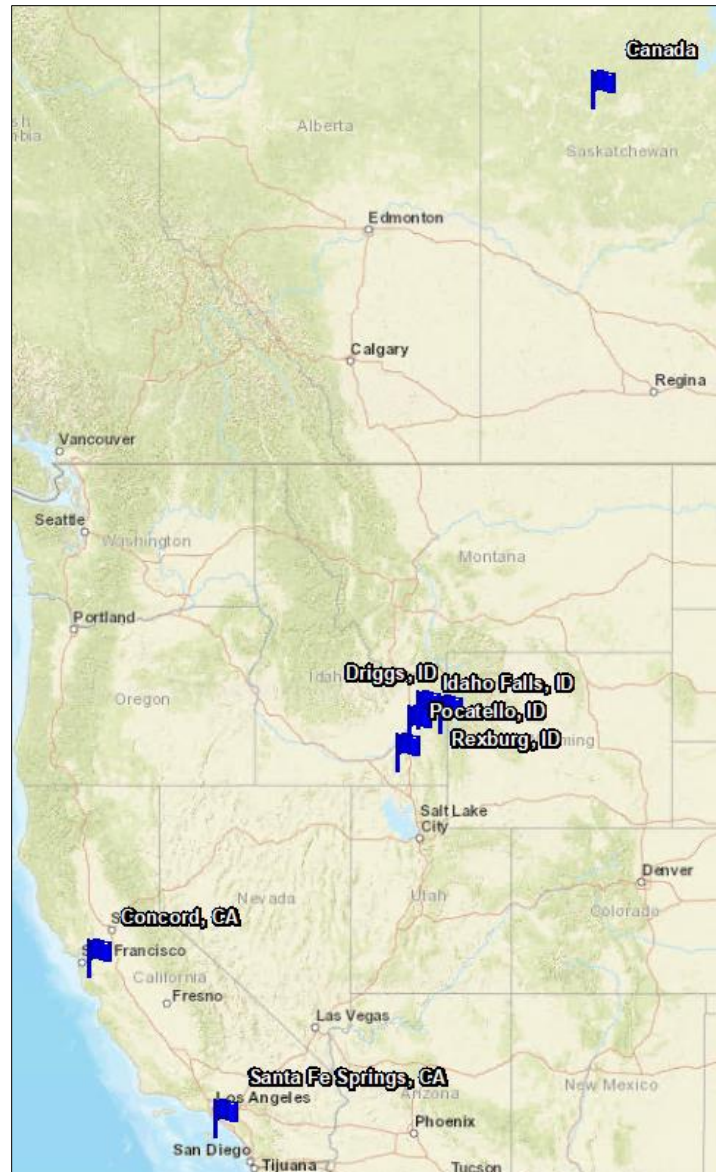 Canada
Alberta
Saskatchewan
Edmonton
Calgary
Regina
Vancouver
Seattle
Washington
Montana
Portland
Driggs, ID
Idaho Falls, ID
Oregon
Pocatello, ID
Rexburg, ID
Salt Lake
City
Denver
Nevada
Utah
Colorado
Concord, CA
Francisco
California
Fresno
Las Vegas
Santa Fe Springs, CA
New Mexico
Los Angeles
Arizona
Phoenix
San Diego
Tijuana
Tucson